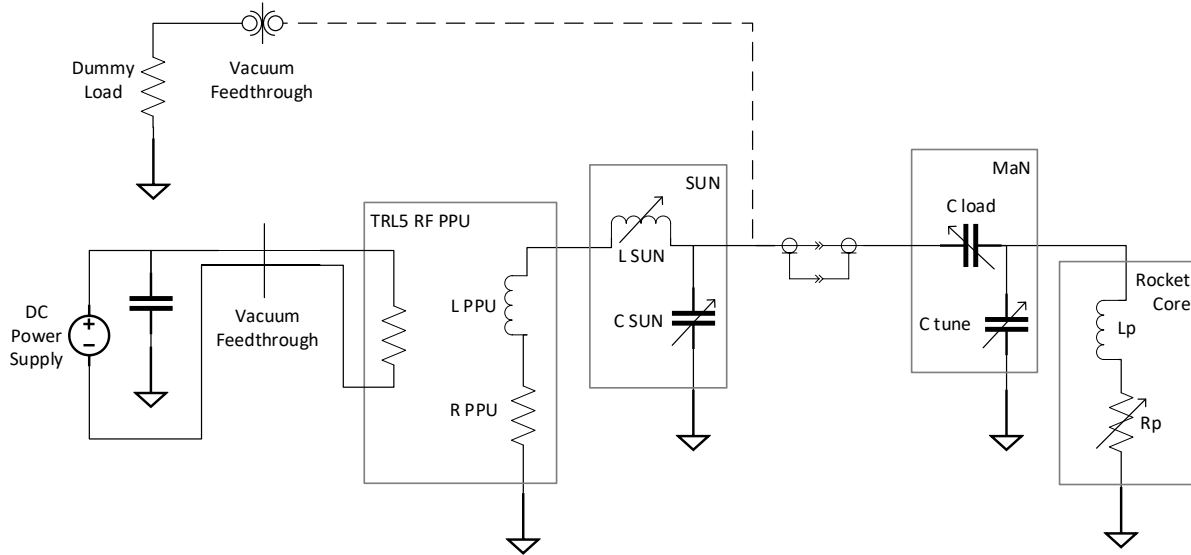 Dummy
Load
Vacuum
Feedthrough
SUN
MaN
C load
TRL5 RF PPU
L SUN
Rocket
Core
L PPU
DC
Power
Supply
Vacuum
Feedthrough
C SUN
C tune
Lp
R PPU
Rp